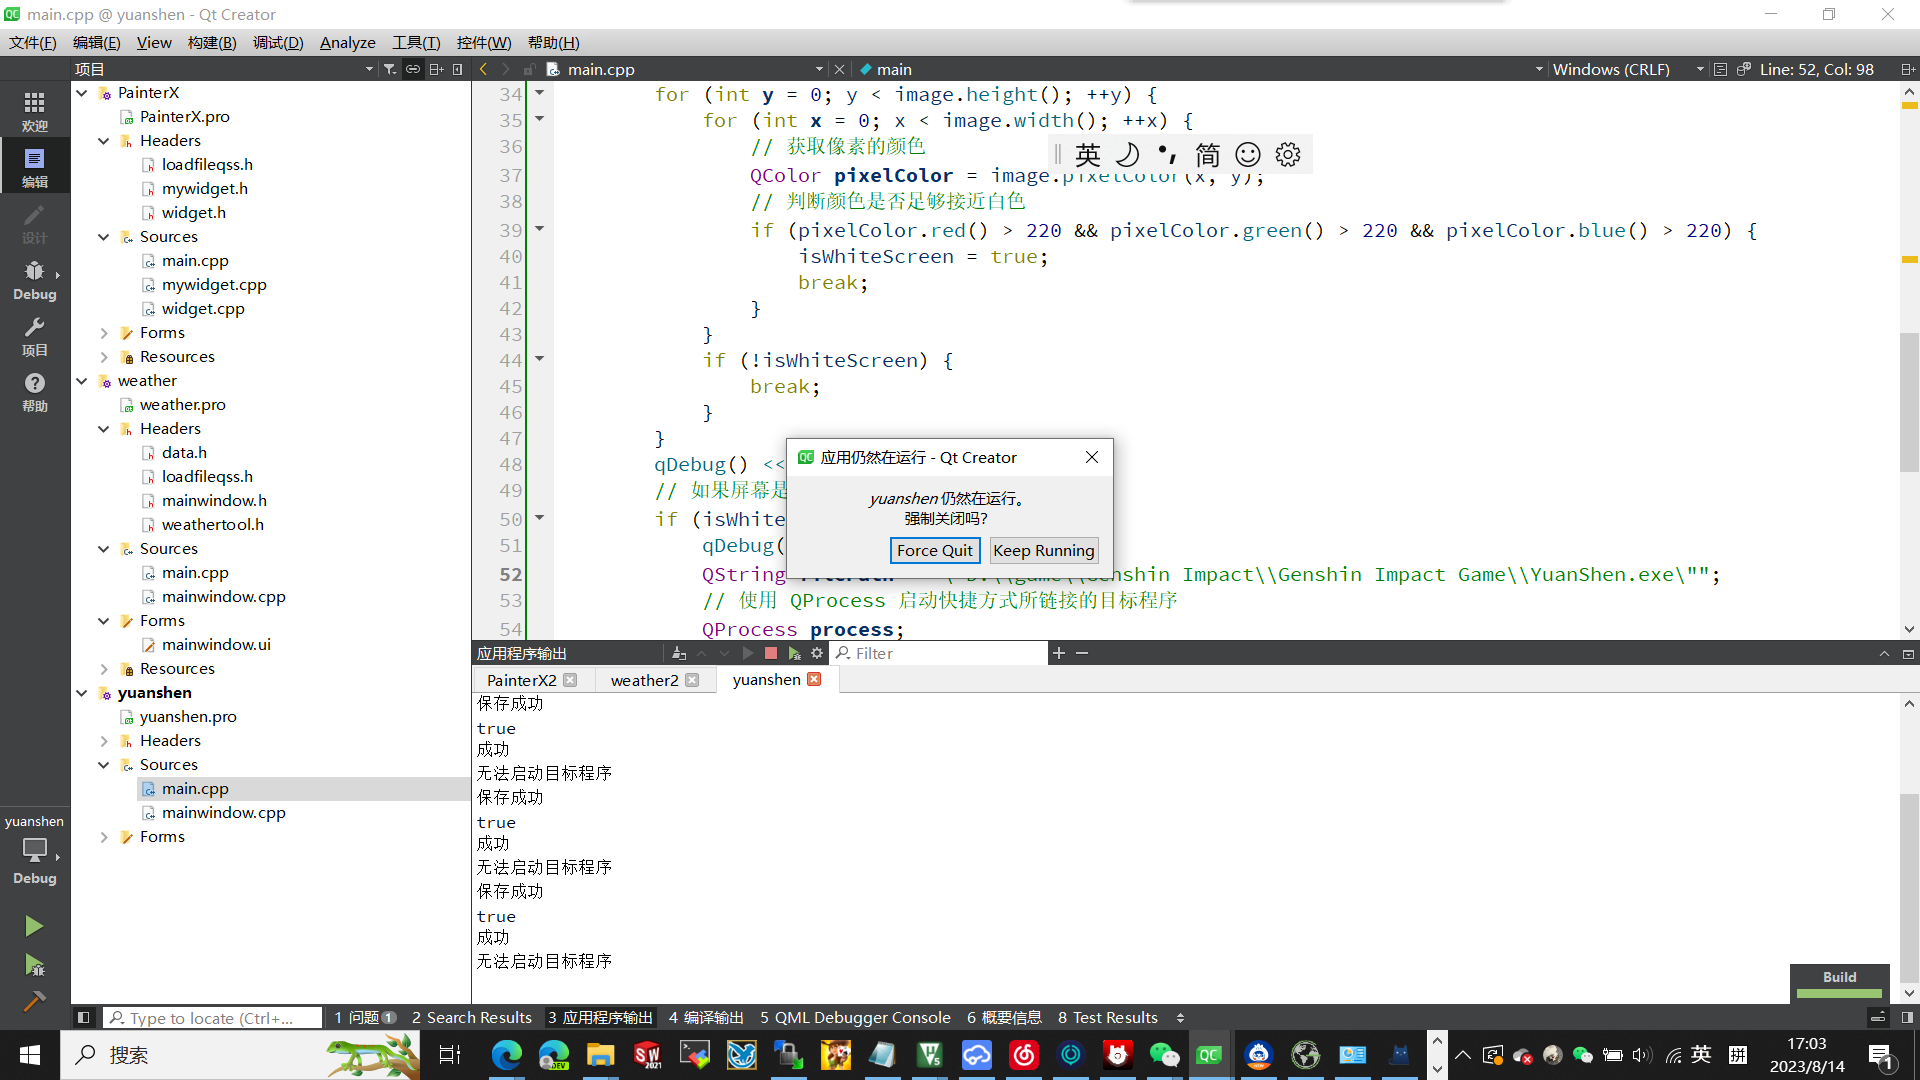 main.cpp @ yuanshen - Qt Creator
文件(F) 编辑(E) View 构建(B) 调试(D) Analyze 工具(T) 控件(W) 帮助(H)
项目
main.cpp
main
Windows (CRLF)
Line: 52, Col: 98
欢迎
编辑
设计
Debug
项目
帮助
yuanshen
Debug
PainterX
PainterX.pro
Headers
loadfileqss.h
mywidget.h
widget.h
Sources
main.cpp
mywidget.cpp
widget.cpp
Forms
Resources
weather
weather.pro
Headers
data.h
loadfileqss.h
mainwindow.h
weathertool.h
Sources
main.cpp
mainwindow.cpp
Forms
mainwindow.ui
Resources
yuanshen
yuanshen.pro
Headers
Sources
main.cpp
mainwindow.cpp
Forms
34 for (int y = 0; y < image.height(); ++y) {
35 for (int x = 0; x < image.width(); ++x) {
36 // 获取像素的颜色
37 QColor pixelColor = image.pixelColor(x, y);
38 // 判断颜色是否足够接近白色
39 if (pixelColor.red() > 220 && pixelColor.green() > 220 && pixelColor.blue() > 220) {
40 isWhiteScreen = true;
41 break;
42 }
43 }
44 if (!isWhiteScreen) {
45 break;
46 }
47 }
48 qDebug() <<
49 // 如果屏幕是
50 if (isWhite
51 qDebug(
52 QString \\Genshin Impact\\Genshin Impact Game\\YuanShen.exe\"";
53 // 使用 QProcess 启动快捷方式所链接的目标程序
54 QProcess process;
英 简
应用仍然在运行 - Qt Creator
yuanshen 仍然在运行。
强制关闭吗?
Force Quit
Keep Running
应用程序输出
Filter
PainterX2
weather2
yuanshen
保存成功
true
成功
无法启动目标程序
保存成功
true
成功
无法启动目标程序
保存成功
true
成功
无法启动目标程序
Build
Type to locate (Ctrl+...
1 问题 1
2 Search Results
3 应用程序输出
4 编译输出
5 QML Debugger Console
6 概要信息
8 Test Results
搜索
英
拼
17:03
2023/8/14
1